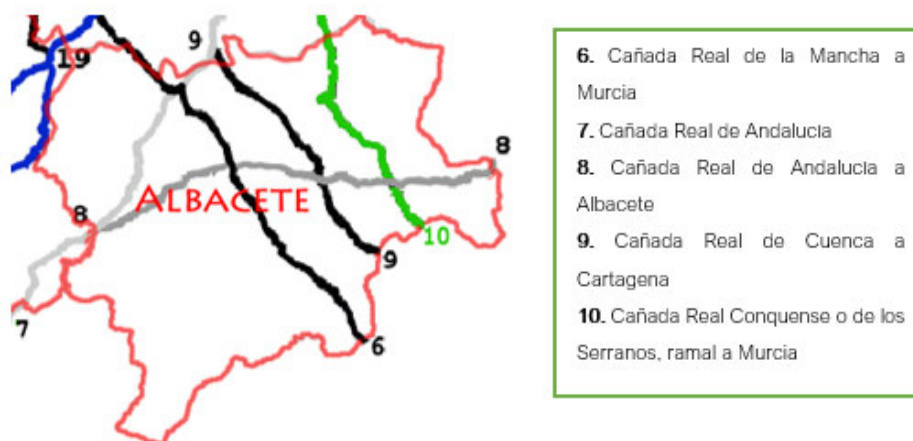 9
19
8
8
ALBACETE
10
9
7
6
6. Cañada Real de la Mancha a
Murcia
7. Cañada Real de Andalucía
8. Cañada Real de Andalucía a
Albacete
9. Cañada Real de Cuenca a
Cartagena
10. Cañada Real Conquense o de los
Serranos, ramal a Murcia